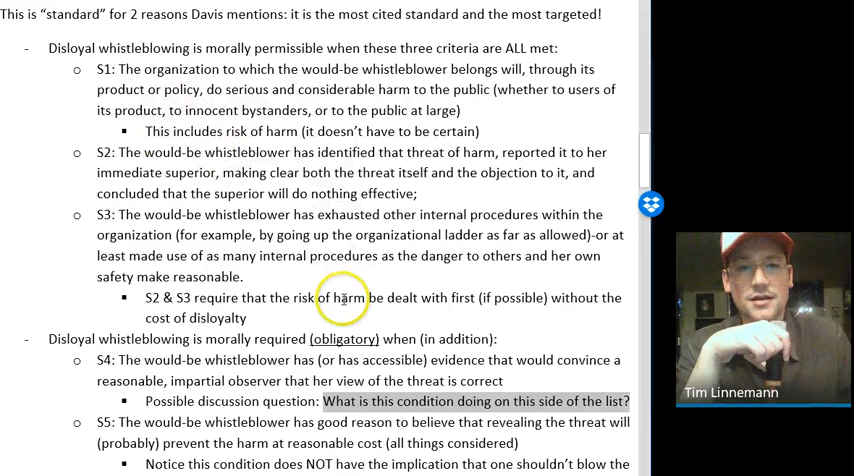 This is “standard” for 2 reasons Davis mentions: it is the most cited standard and the most targeted!
- Disloyal whistleblowing is morally permissible when these three criteria are ALL met:
o S1: The organization to which the would-be whistleblower belongs will, through its
product or policy, do serious and considerable harm to the public (whether to users of
its product, to innocent bystanders, or to the public at large)
▪ This includes risk of harm (it doesn’t have to be certain)
o S2: The would-be whistleblower has identified that threat of harm, reported it to her
immediate superior, making clear both the threat itself and the objection to it, and
concluded that the superior will do nothing effective;
o S3: The would-be whistleblower has exhausted other internal procedures within the
organization (for example, by going up the organizational ladder as far as allowed)-or at
least made use of as many internal procedures as the danger to others and her own
safety make reasonable.
▪ S2 & S3 require that the risk of harm be dealt with first (if possible) without the
cost of disloyalty
- Disloyal whistleblowing is morally required (obligatory) when (in addition):
o S4: The would-be whistleblower has (or has accessible) evidence that would convince a
reasonable, impartial observer that her view of the threat is correct
▪ Possible discussion question: What is this condition doing on this side of the list?
o S5: The would-be whistleblower has good reason to believe that revealing the threat will
(probably) prevent the harm at reasonable cost (all things considered)
▪ Notice this condition does NOT have the implication that one shouldn’t blow the
Tim Linnemann